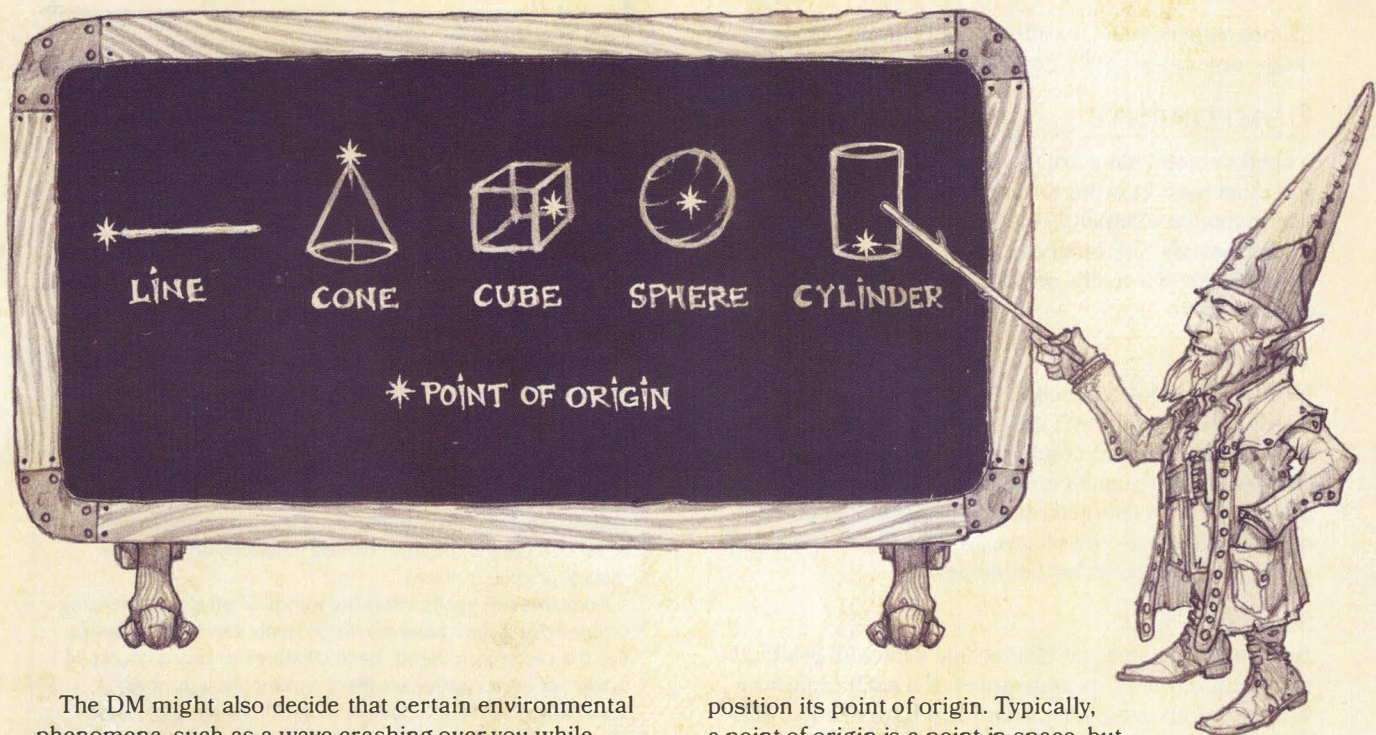 LINE
CONE
CUBE
SPHERE
CYLINDER
POINT OF ORIGIN
The DM might also decide that certain environmental
phenomena, such as a wave crashing over you while
position its point of origin. Typically,
a point of origin is a point in space, but